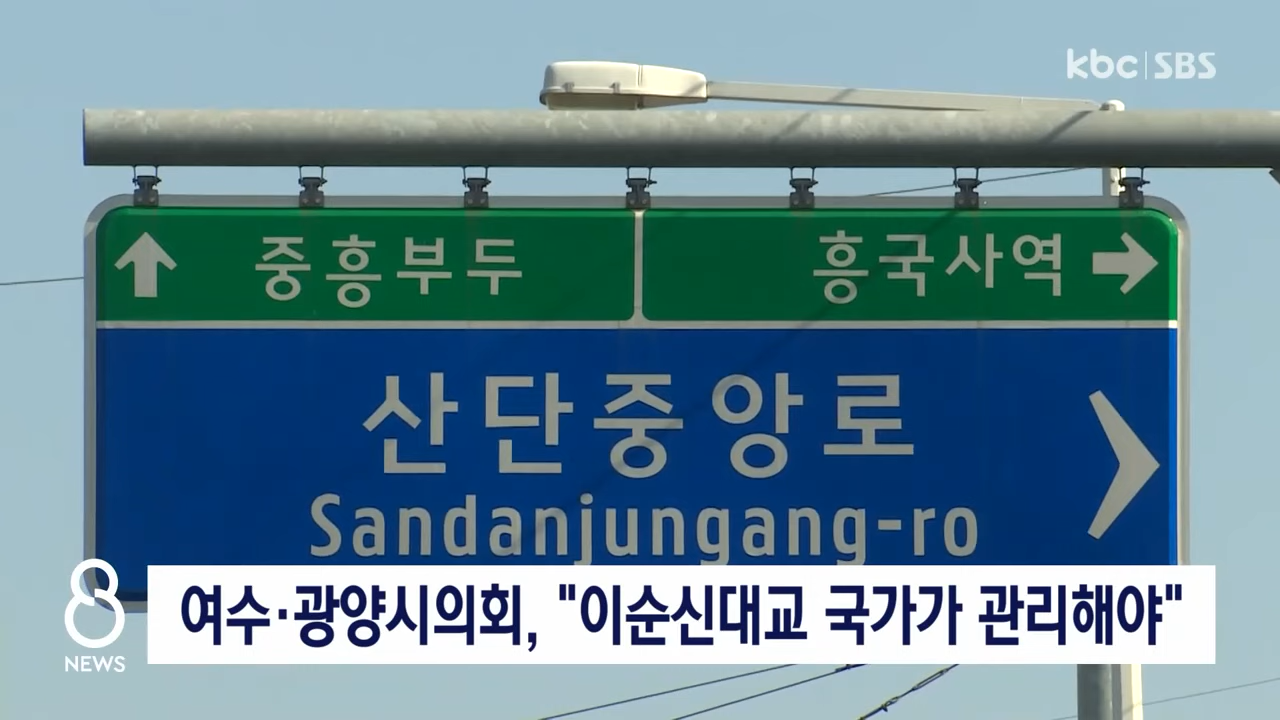 kbc SBS
중흥부두
흥국사역
산단중앙로
Sandanjungang-ro
여수·광양시의회, "이순신대교 국가가 관리해야"
8
NEWS